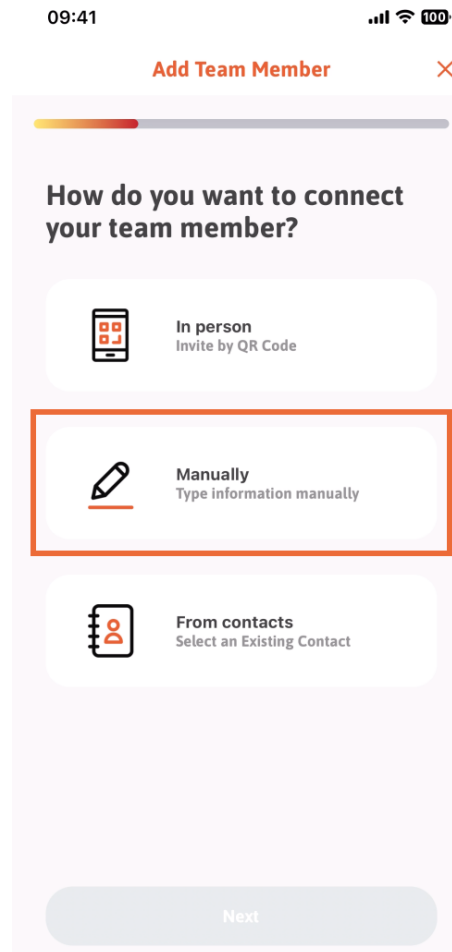 09:41
100
Add Team Member
How do you want to connect
your team member?
In person
Invite by QR Code
Manually
Type information manually
From contacts
Select an Existing Contact
Next